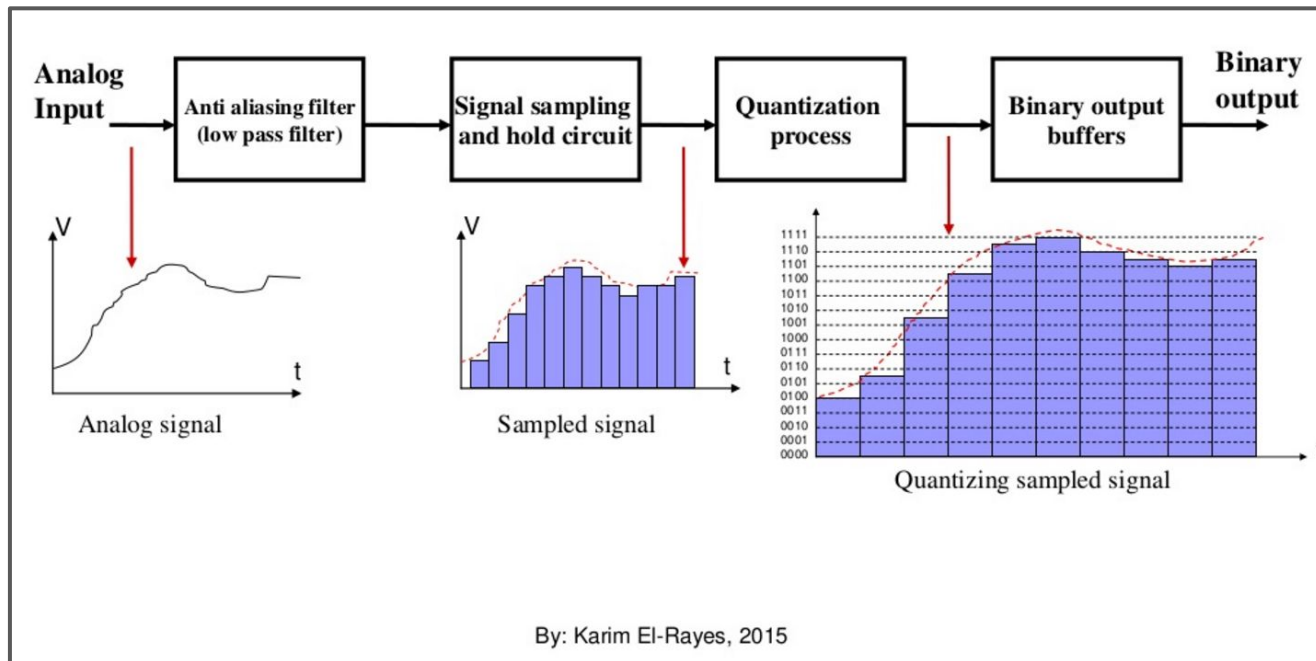 Analog
Input
Anti aliasing filter
(low pass filter)
Signal sampling
and hold circuit
Quantization
process
Binary output
buffers
Binary
output
V
t
Analog signal
V
t
Sampled signal
1111
1110
1101
1100
1011
1010
1001
1000
0111
0110
0101
0100
0011
0010
0001
0000
Quantizing sampled signal
By: Karim El-Rayes, 2015